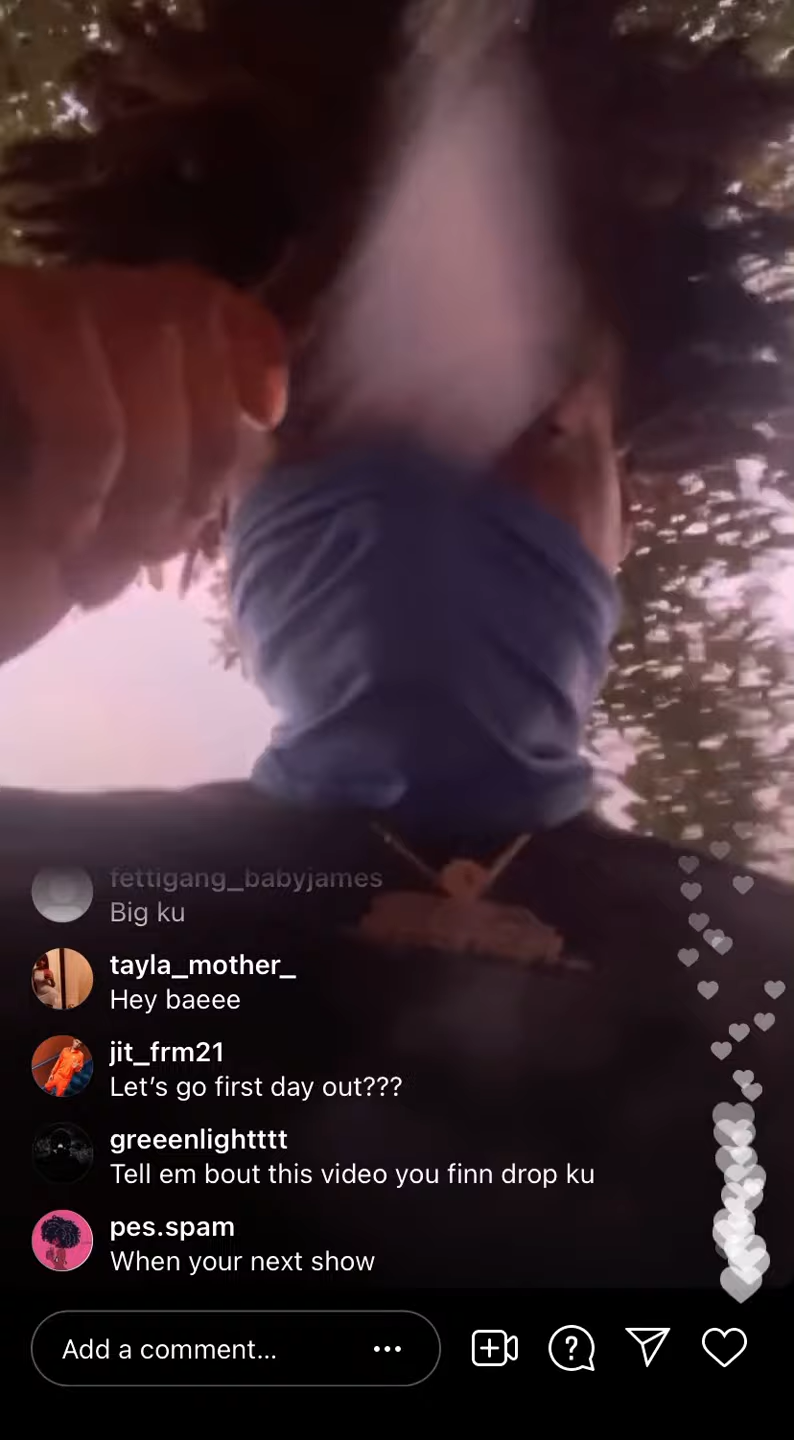 fettigang_babyjames
Big ku
tayla_mother_
Hey baeee
jit_frm21
Let’s go first day out???
greeenlightttt
Tell em bout this video you finn drop ku
pes.spam
When your next show
Add a comment...